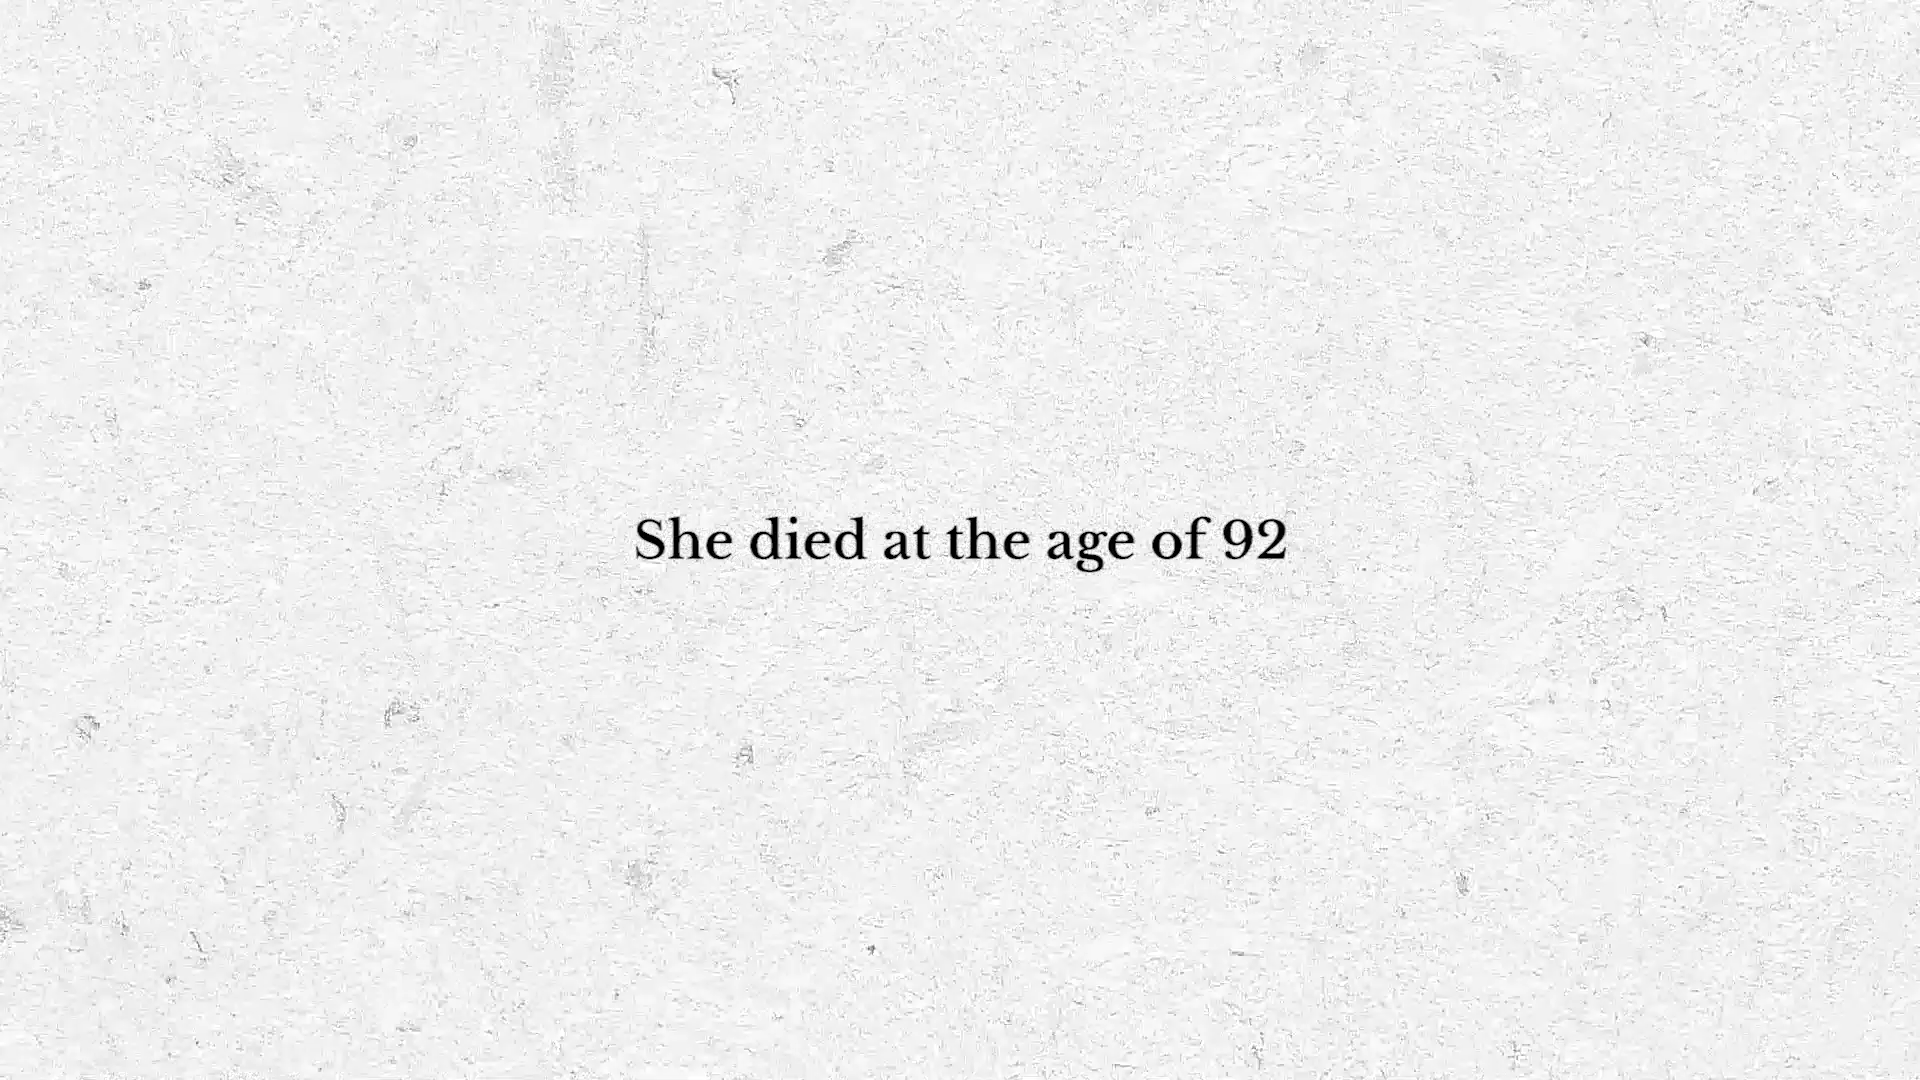 She died at the age of 92